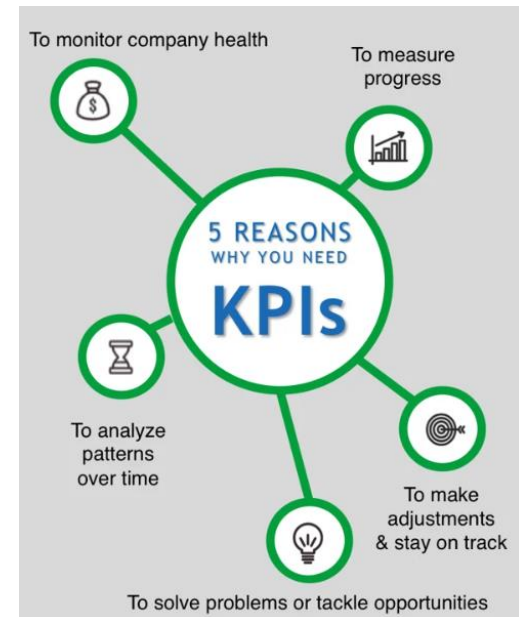 To monitor company health
To measure
progress
5 REASONS
WHY YOU NEED
KPIs
$
To analyze
patterns
over time
To make
adjustments
& stay on track
To solve problems or tackle opportunities